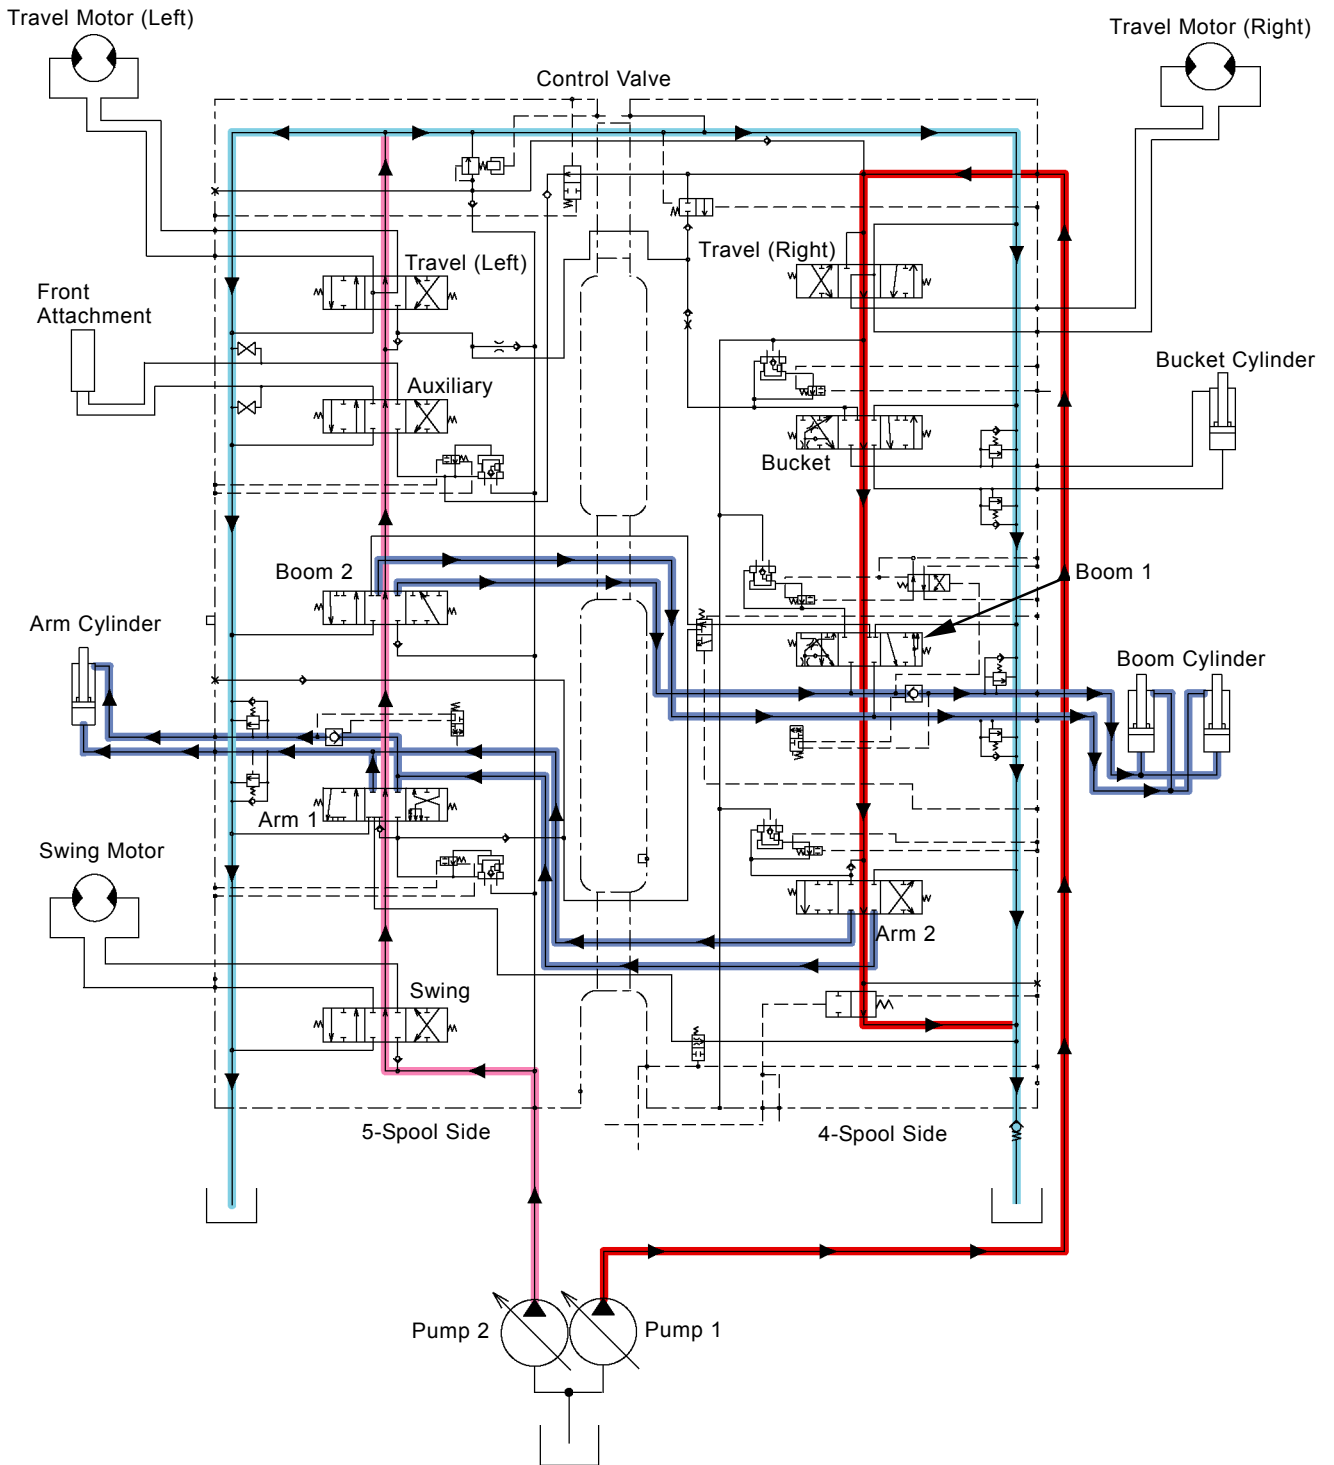 Travel Motor (Left)
Travel Motor (Right)
Control Valve
Travel (Left)
Travel (Right)
Front
Attachment
Auxiliary
Bucket Cylinder
Bucket
Boom 2
Boom 1
Arm Cylinder
Boom Cylinder
Arm 1
Swing Motor
Arm 2
Swing
5-Spool Side
4-Spool Side
Pump 2
Pump 1